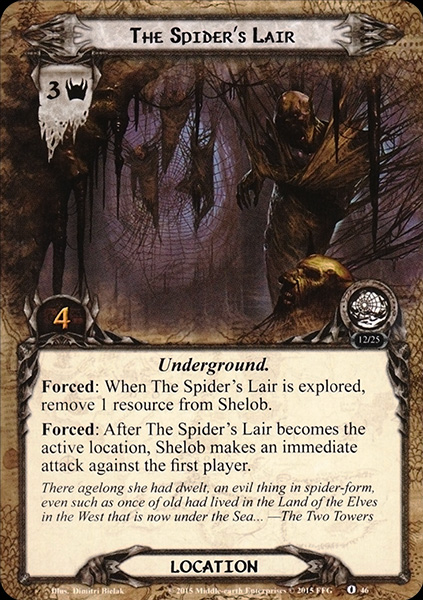 The Spider's Lair
3
4
12/25
Underground.
Forced: When The Spider's Lair is explored,
remove 1 resource from Shelob.
Forced: After The Spider's Lair becomes the
active location, Shelob makes an immediate
attack against the first player.
There agelong she had dwelt, an evil thing in spider-form,
even such as once of old had lived in the Land of the Elves
in the West that is now under the Sea... —The Two Towers
LOCATION
Illus. Dimitri Bielak © 2015 Middle-earth Enterprises © 2015 FFG 46